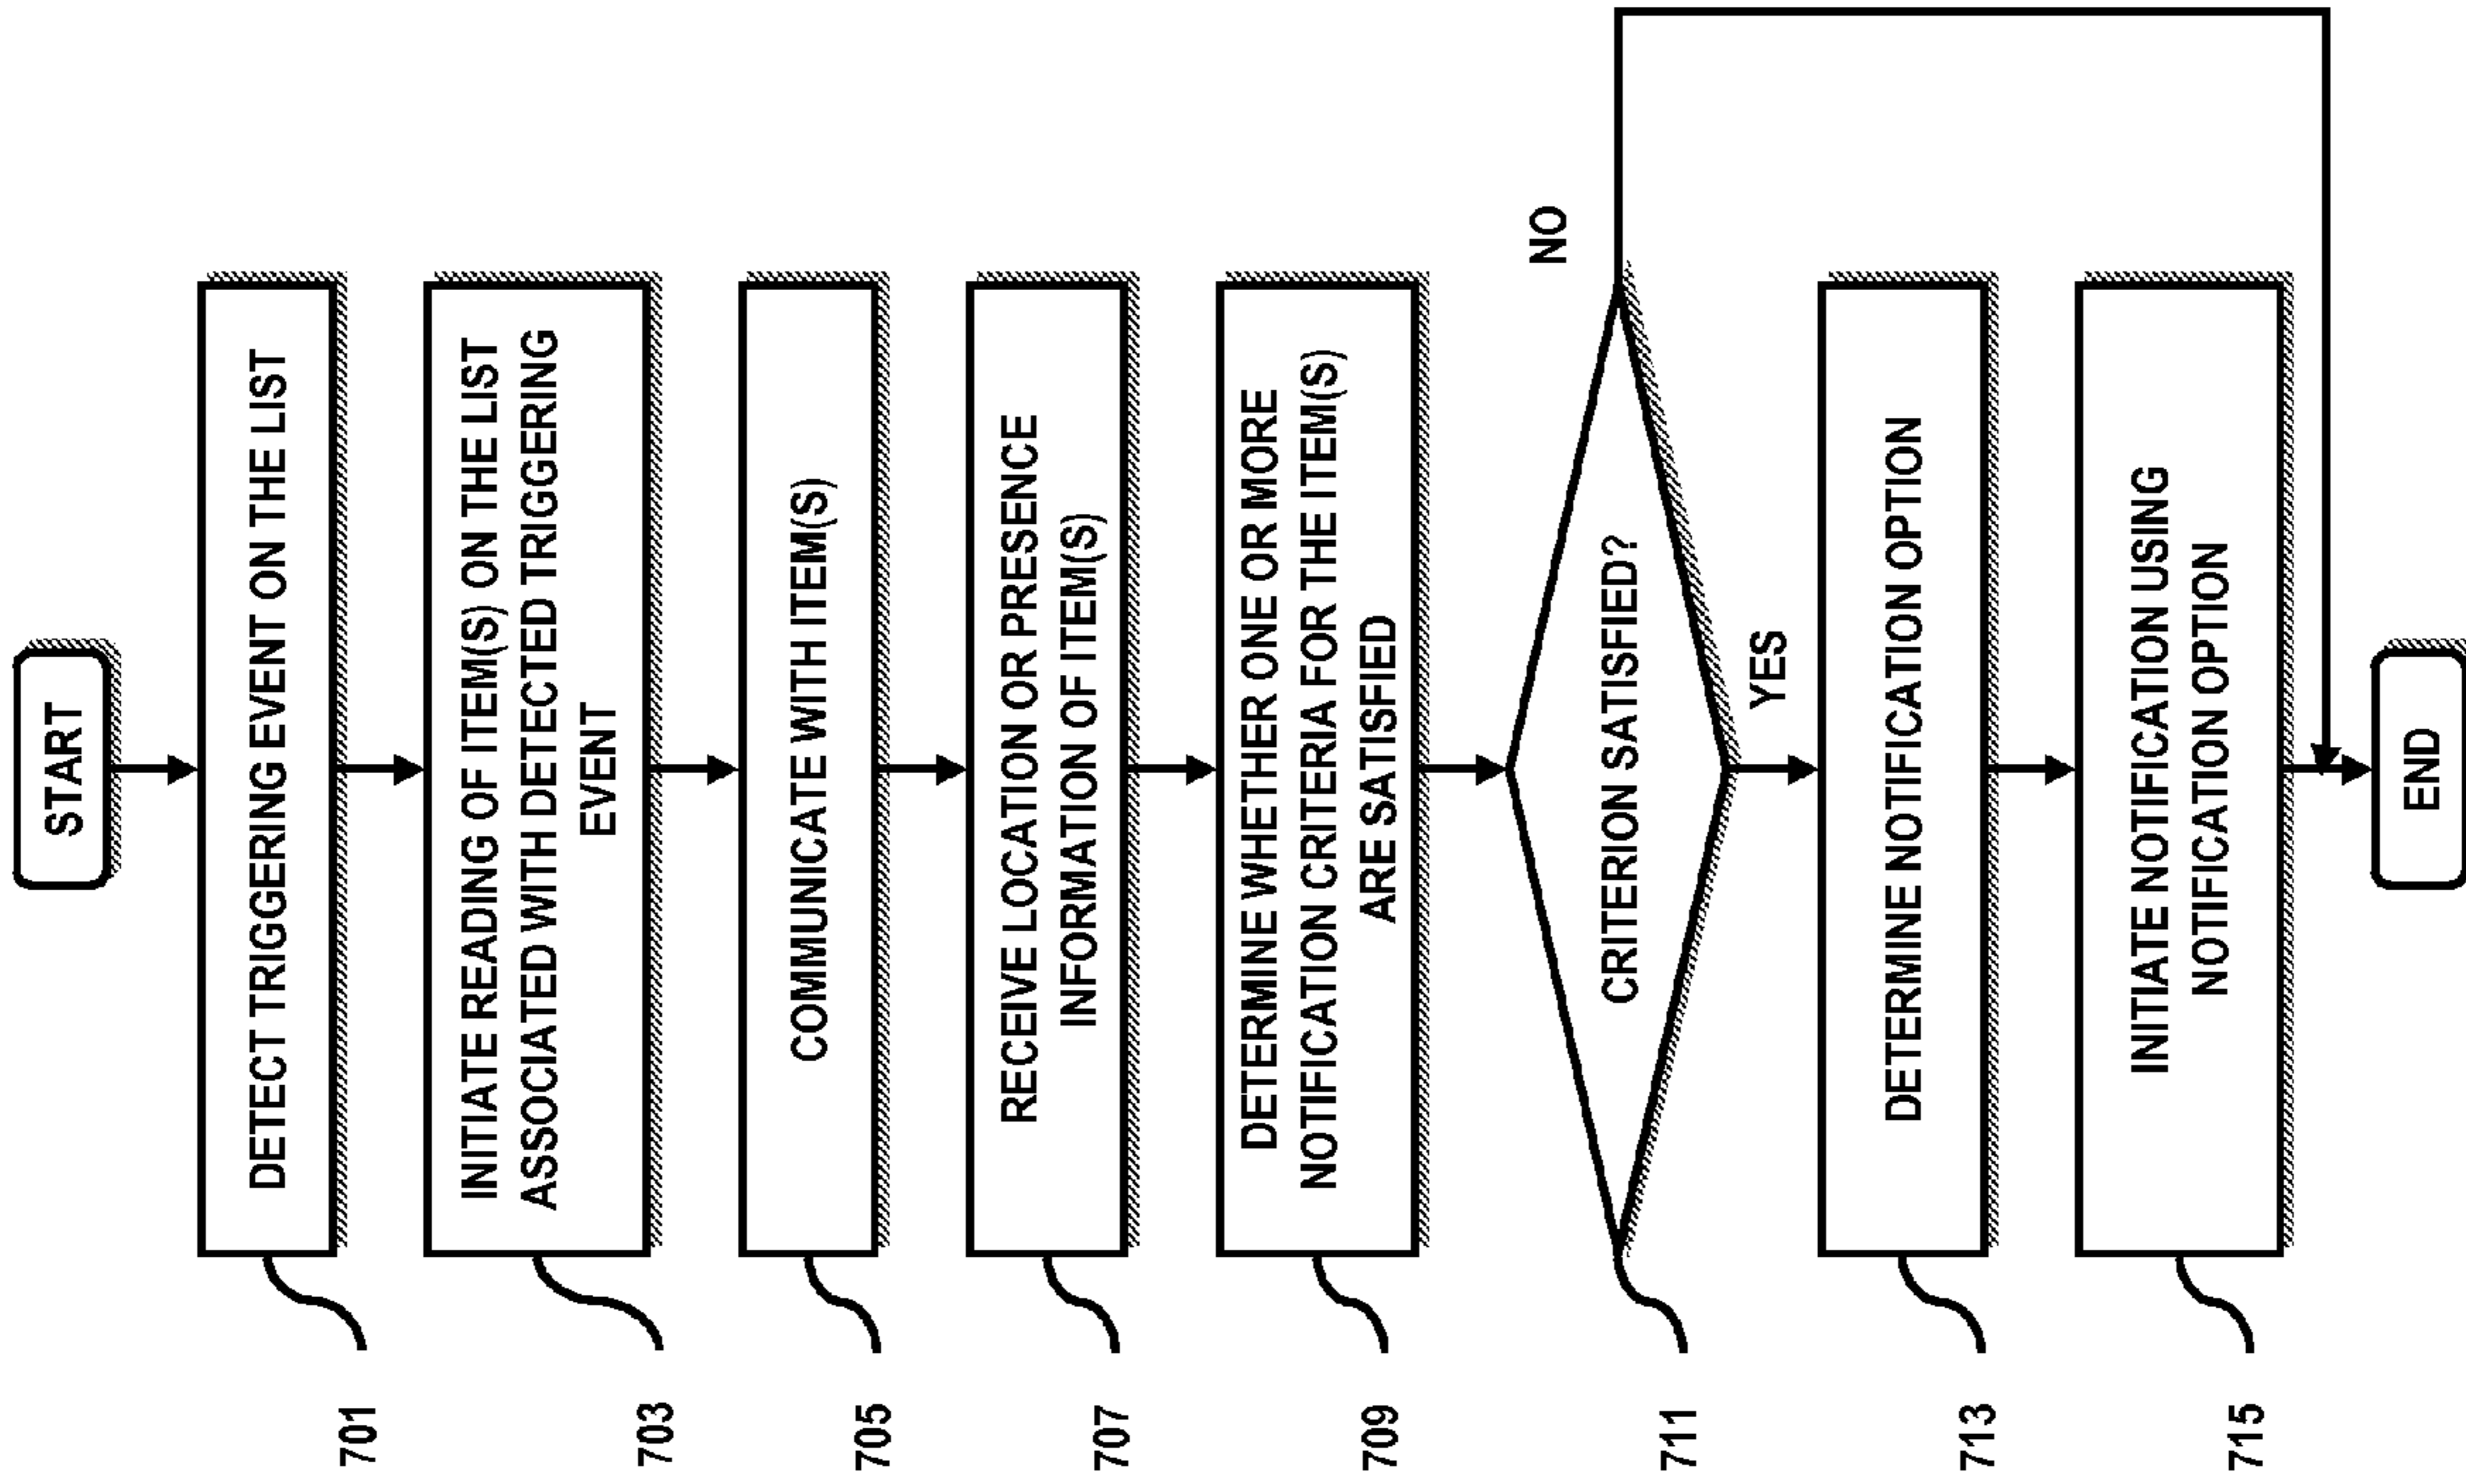 START
DETECT TRIGGERING EVENT ON THE LIST
701
INITIATE READING OF ITEM(S) ON THE LIST
ASSOCIATED WITH DETECTED TRIGGERING
EVENT
703
COMMUNICATE WITH ITEM(S)
705
RECEIVE LOCATION OR PRESENCE
INFORMATION OF ITEM(S)
707
DETERMINE WHETHER ONE OR MORE
NOTIFICATION CRITERIA FOR THE ITEM(S)
ARE SATISFIED
709
CRITERION SATISFIED?
NO
711
YES
DETERMINE NOTIFICATION OPTION
713
INITIATE NOTIFICATION USING
NOTIFICATION OPTION
715
END